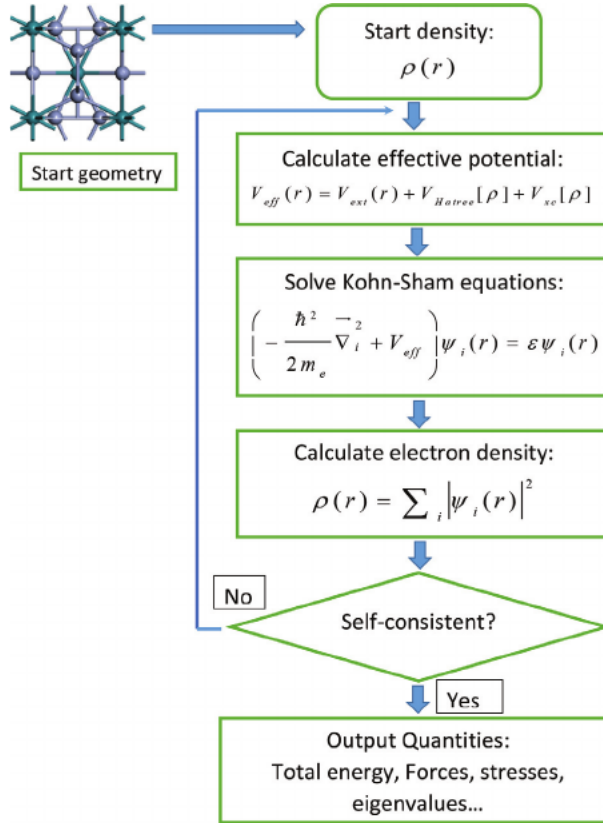 Start geometry
Start density:
ρ(r)
Calculate effective potential:
V_eff(r) = V_ext(r) + V_Hatree[ρ] + V_xc[ρ]
Solve Kohn-Sham equations:
(-ħ²/2m_e ∇⃗_i² + V_eff)ψ_i(r) = εψ_i(r)
Calculate electron density:
ρ(r) = ∑_i|ψ_i(r)|²
No
Self-consistent?
Yes
Output Quantities:
Total energy, Forces, stresses,
eigenvalues…